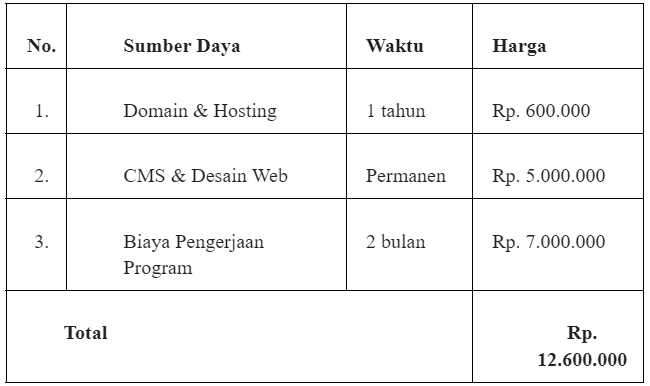 No. Sumber Daya Waktu Harga
1. Domain & Hosting 1 tahun Rp. 600.000
2. CMS & Desain Web Permanen Rp. 5.000.000
3. Biaya Pengerjaan 2 bulan Rp. 7.000.000
Program
Total Rp.
12.600.000